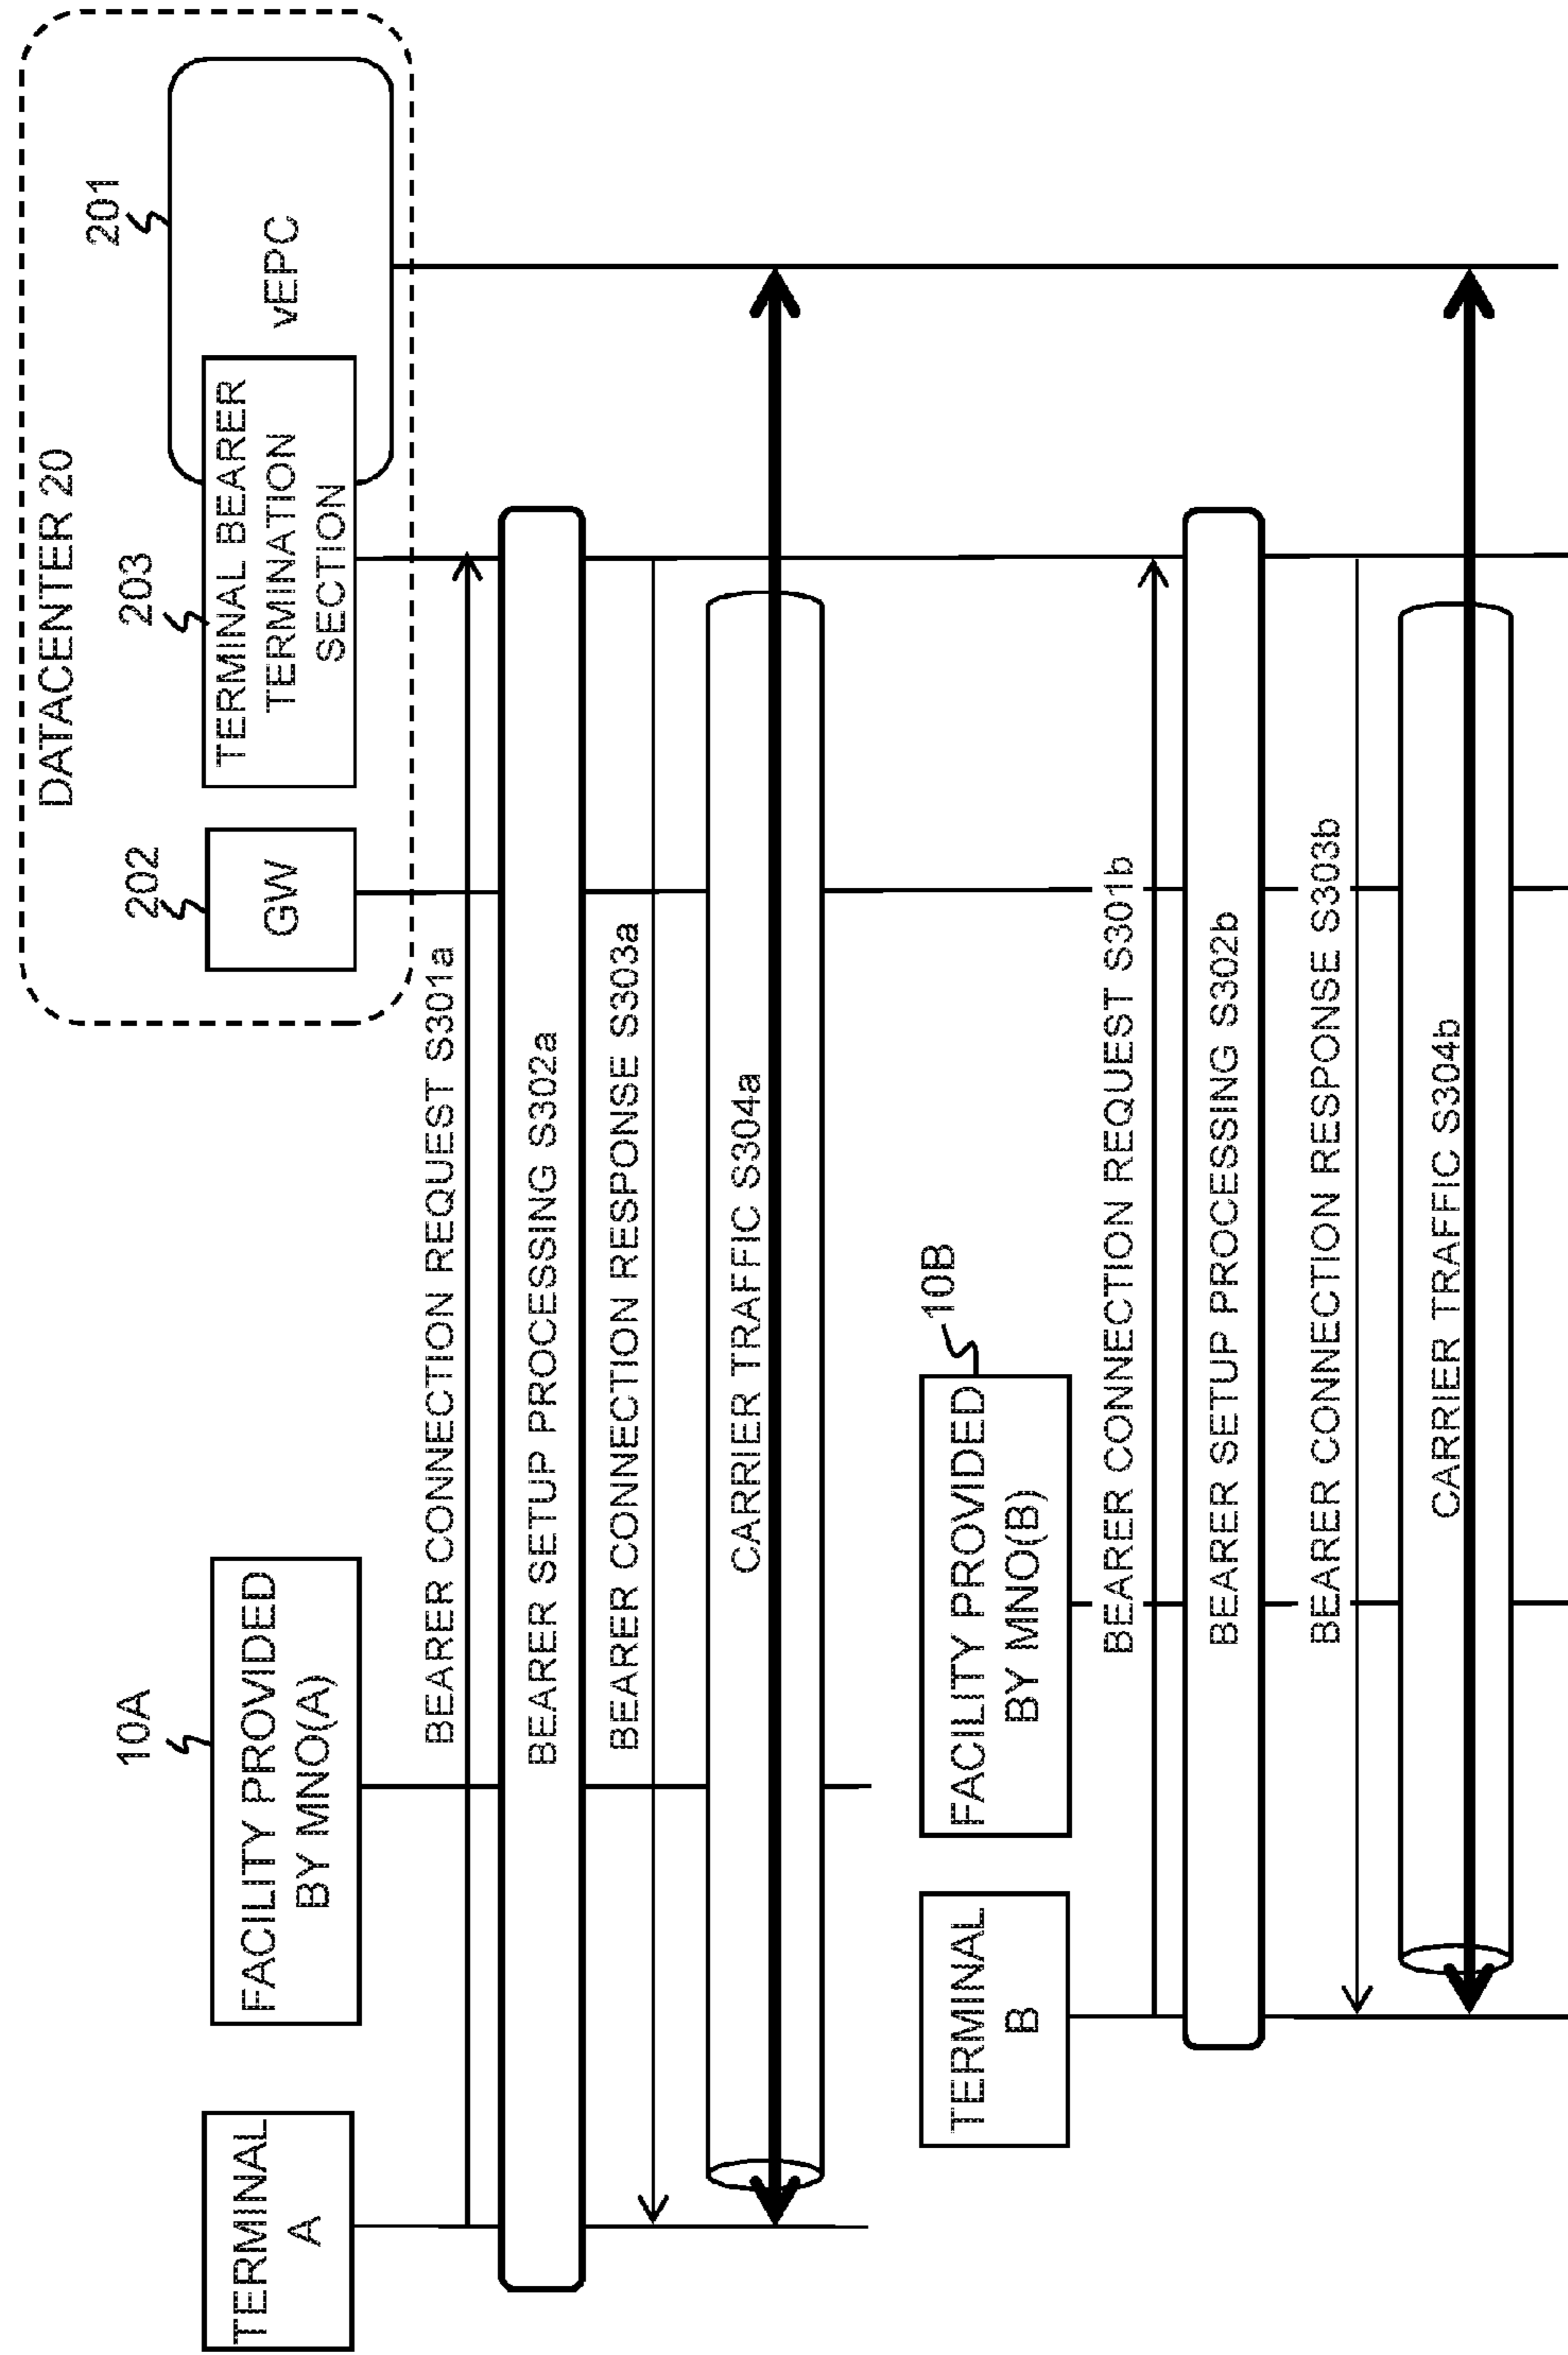 DATACENTER 20
201
203
202
10A
TERMINAL
A
FACILITY PROVIDED
BY MNO(A)
GW
TERMINAL BEARER
TERMINATION
SECTION
vEPC
BEARER CONNECTION REQUEST S301a
BEARER SETUP PROCESSING S302a
BEARER CONNECTION RESPONSE S303a
CARRIER TRAFFIC S304a
10B
TERMINAL
B
FACILITY PROVIDED
BY MNO(B)
BEARER CONNECTION REQUEST S301b
BEARER SETUP PROCESSING S302b
BEARER CONNECTION RESPONSE S303b
CARRIER TRAFFIC S304b